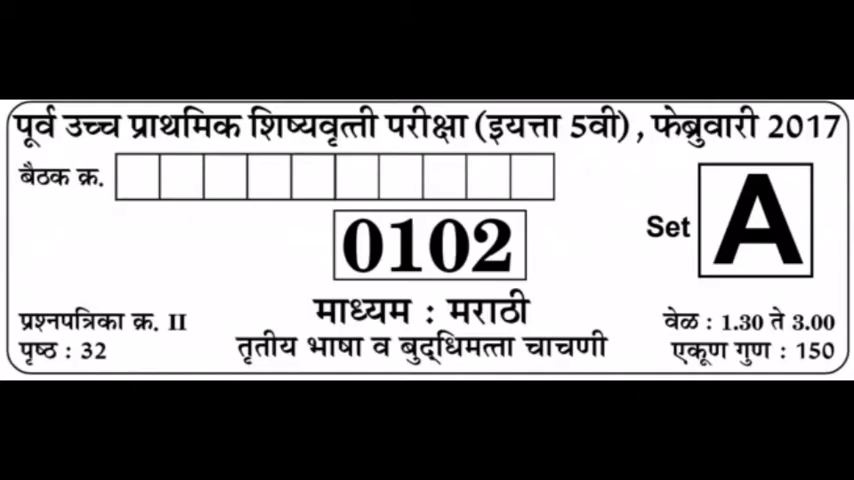 पूर्व उच्च प्राथमिक शिष्यवृत्ती परीक्षा (इयत्ता 5वी) , फेब्रुवारी 2017
बैठक क्र.
Set A
0102
माध्यम : मराठी
प्रश्नपत्रिका क्र. II
वेळ : 1.30 ते 3.00
पृष्ठ : 32
तृतीय भाषा व बुद्धिमत्ता चाचणी
एकूण गुण : 150